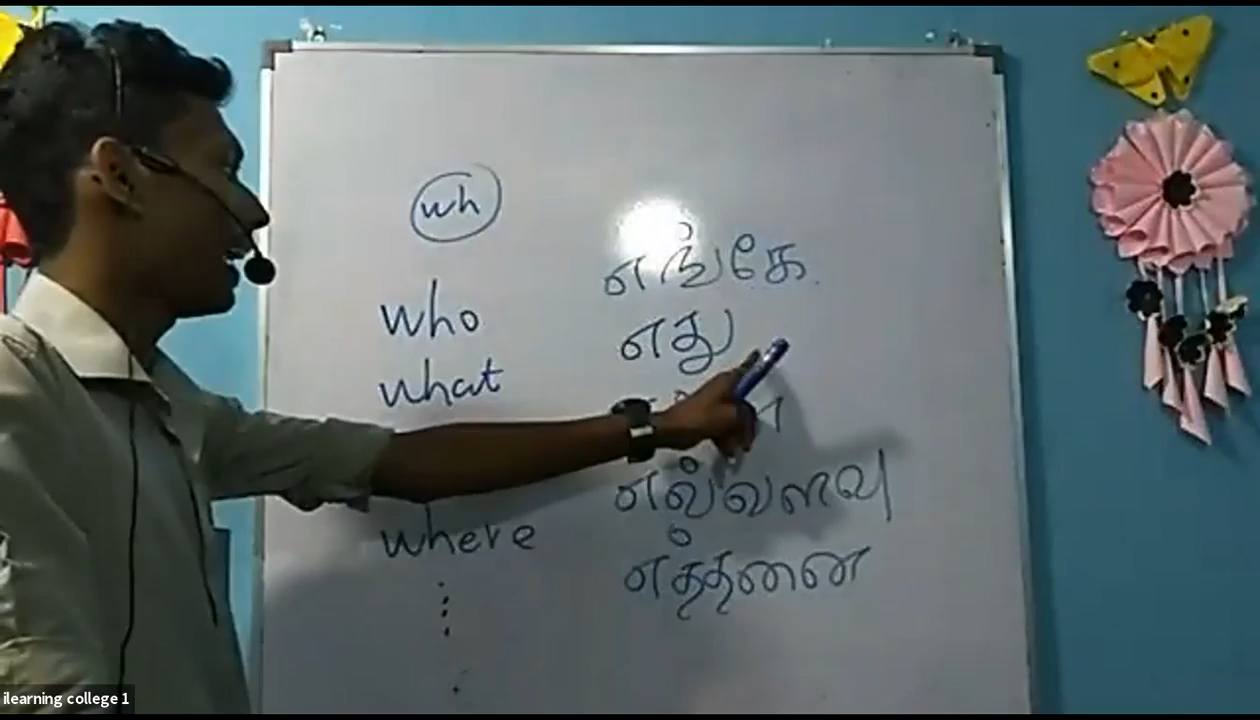 wh
who
what
where
எங்கே
எது
எவ்வளவு
எத்தனை
ilearning college 1